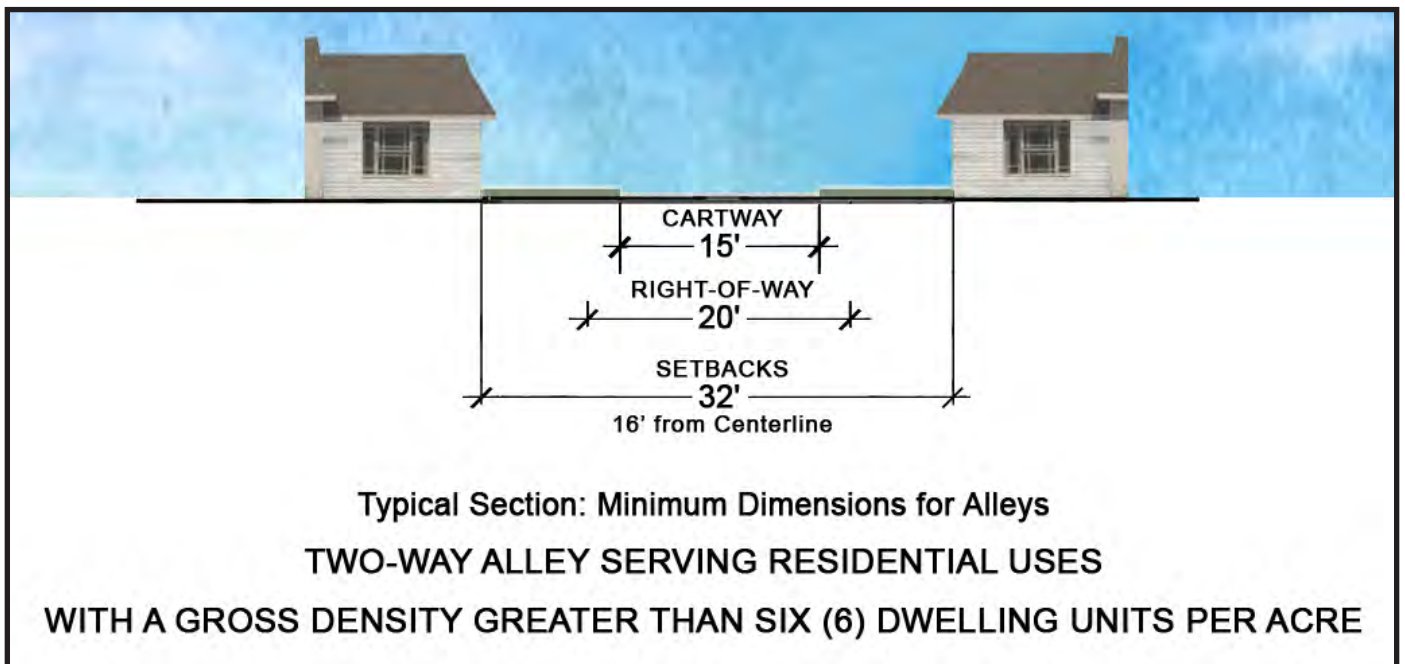 CARTWAY
15'
RIGHT-OF-WAY
20'
SETBACKS
32'
16' from Centerline
Typical Section: Minimum Dimensions for Alleys
TWO-WAY ALLEY SERVING RESIDENTIAL USES
WITH A GROSS DENSITY GREATER THAN SIX (6) DWELLING UNITS PER ACRE